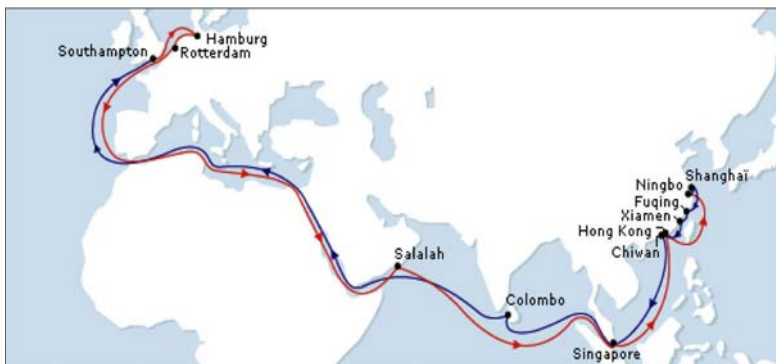 Hamburg
Southampton
Rotterdam
Shanghaï
Ningbo
Fuqing
Xiamen
Hong Kong
Chiwan
Salalah
Colombo
Singapore